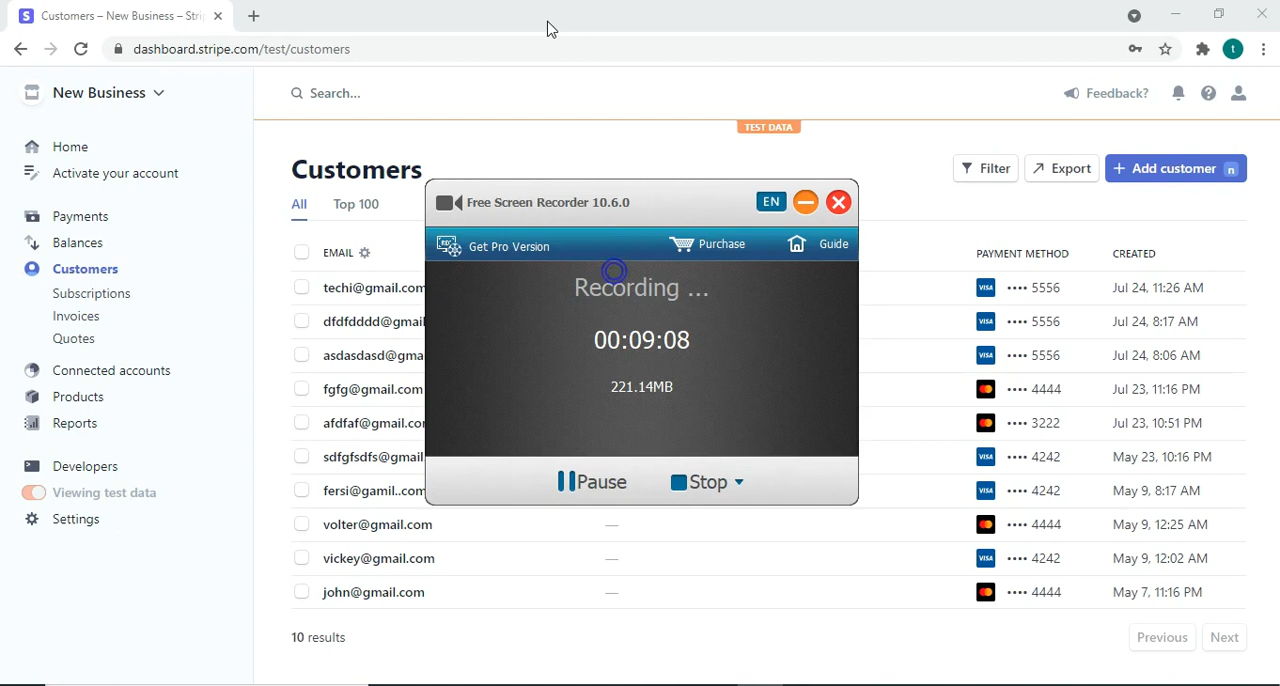 Customers – New Business – Stri
dashboard.stripe.com/test/customers
t
New Business
Search...
Feedback?
TEST DATA
Home
Activate your account
Payments
Balances
Customers
Subscriptions
Invoices
Quotes
Connected accounts
Products
Reports
Developers
Viewing test data
Settings
Customers
Filter
Export
+ Add customer n
All
Top 100
EMAIL
PAYMENT METHOD
CREATED
techi@gmail.com
VISA •••• 5556
Jul 24, 11:26 AM
dfdfdddd@gmai
VISA •••• 5556
Jul 24, 8:17 AM
asdasdasd@gma
VISA •••• 5556
Jul 24, 8:06 AM
fgfg@gmail.com
•••• 4444
Jul 23, 11:16 PM
afdfaf@gmail.co
•••• 3222
Jul 23, 10:51 PM
sdfgfsdfs@gmail
VISA •••• 4242
May 23, 10:16 PM
fersi@gamil..com
VISA •••• 4242
May 9, 8:17 AM
volter@gmail.com
—
•••• 4444
May 9, 12:25 AM
vickey@gmail.com
—
VISA •••• 4242
May 9, 12:02 AM
john@gmail.com
—
•••• 4444
May 7, 11:16 PM
10 results
Previous
Next
Free Screen Recorder 10.6.0
EN
Get Pro Version
Purchase
Guide
Recording ...
00:09:08
221.14MB
Pause
Stop